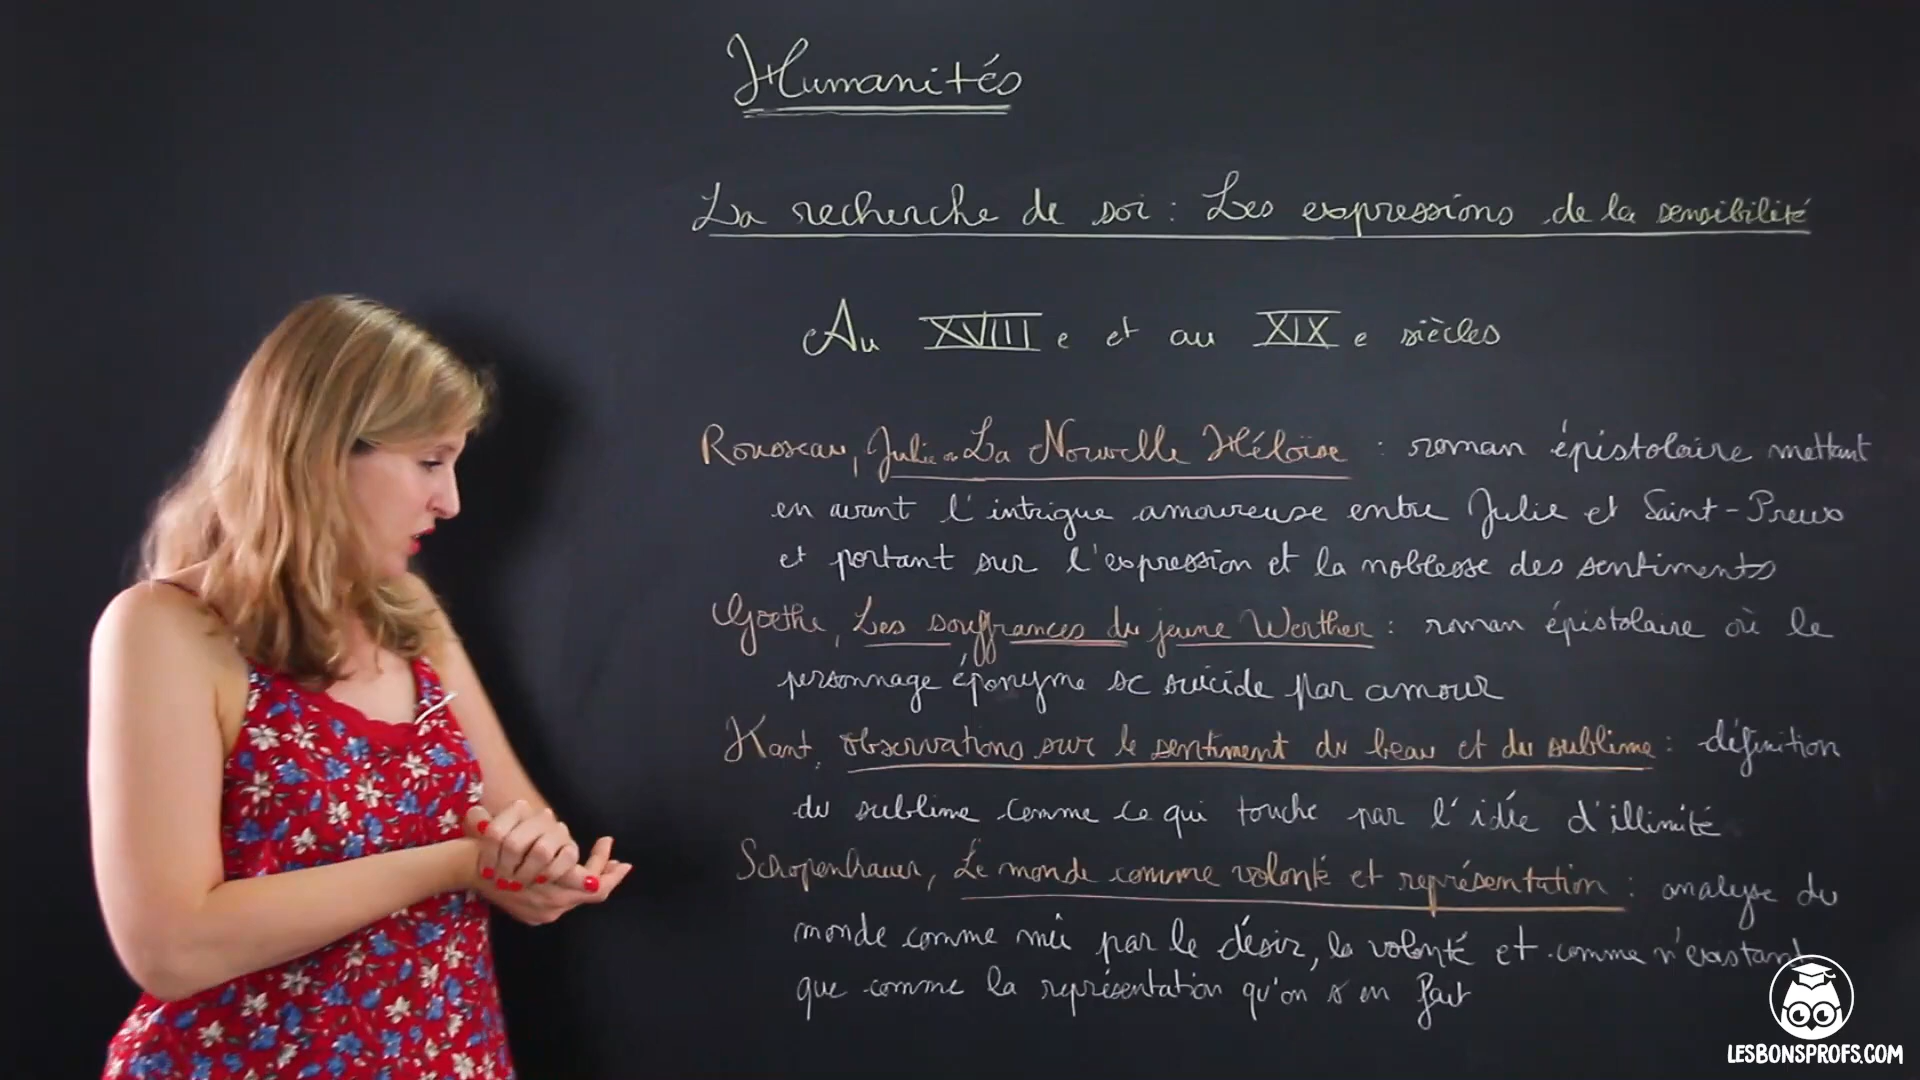 Humanités
La recherche de soi : Les expressions de la sensibilité
Au XVIIIe et au XIXe siècles
Rousseau, Julie ou La Nouvelle Héloïse : roman épistolaire mettant
en avant l'intrigue amoureuse entre Julie et Saint-Preux
et portant sur l'expression et la noblesse des sentiments
Goethe, Les souffrances du jeune Werther : roman épistolaire où le
personnage éponyme se suicide par amour
Kant, Observations sur le sentiment du beau et du sublime : définition
du sublime comme ce qui touche par l'idée d'illimité
Schopenhauer, Le monde comme volonté et représentation : analyse du
monde comme mû par le désir, la volonté et comme n'existant
que comme la représentation qu'on s'en fait
LESBONSPROFS.COM